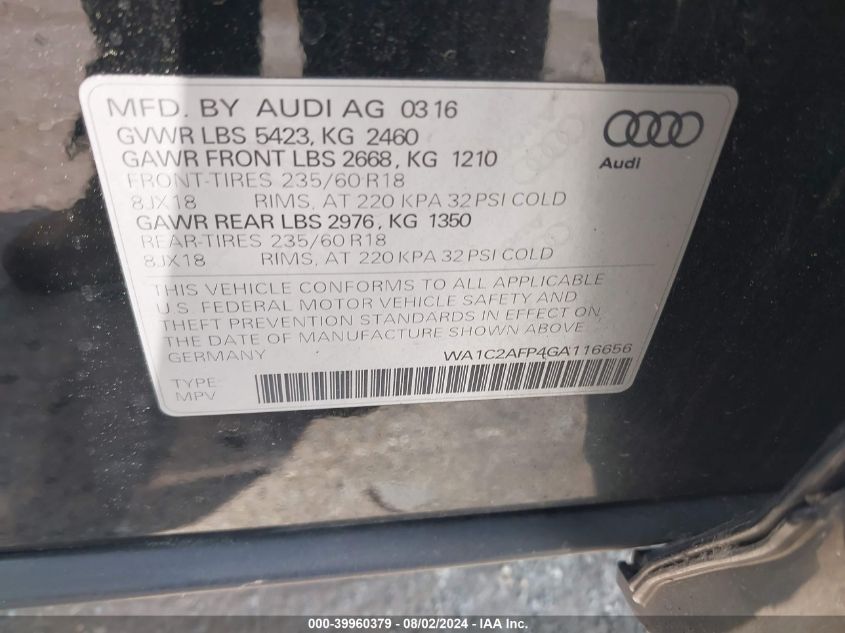 MFD. BY AUDI AG 03 16
GVWR LBS 5423, KG 2460
GAWR FRONT LBS 2668, KG 1210
FRONT-TIRES 235/60 R18
8JX18 RIMS, AT 220 KPA 32 PSI COLD
GAWR REAR LBS 2976, KG 1350
REAR-TIRES 235/60 R18
8JX18 RIMS, AT 220 KPA 32 PSI COLD
Audi
THIS VEHICLE CONFORMS TO ALL APPLICABLE
U.S. FEDERAL MOTOR VEHICLE SAFETY AND
THEFT PREVENTION STANDARDS IN EFFECT ON
THE DATE OF MANUFACTURE SHOWN ABOVE.
GERMANY WA1C2AFP4GA116656
TYPE:
MPV
000-39960379 - 08/02/2024 - IAA Inc.